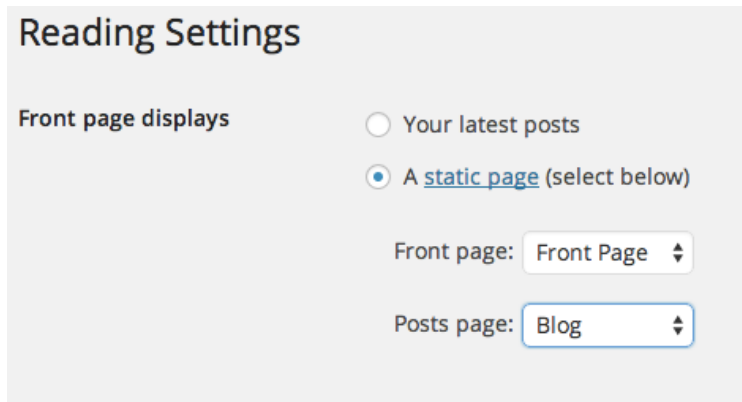 Reading Settings
Front page displays
Your latest posts
A static page (select below)
Front page: Front Page
Posts page: Blog